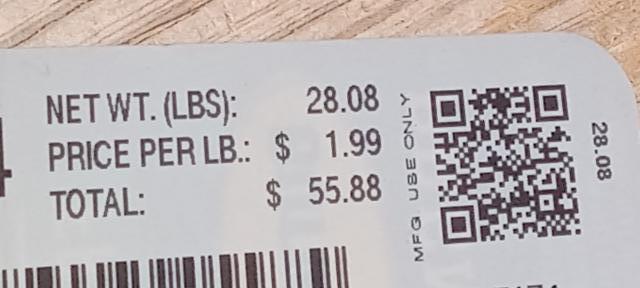 NET WT. (LBS): 28.08
PRICE PER LB.: $ 1.99
TOTAL: $ 55.88
MFG USE ONLY
28.08